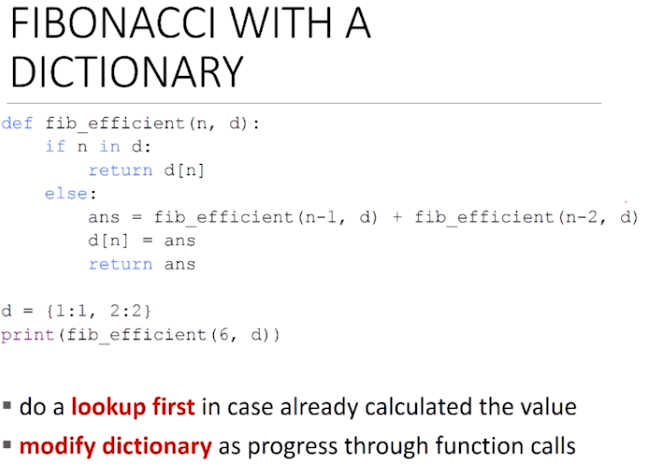 FIBONACCI WITH A
DICTIONARY
def fib_efficient(n, d):
    if n in d:
        return d[n]
    else:
        ans = fib_efficient(n-1, d) + fib_efficient(n-2, d)
        d[n] = ans
        return ans
d = {1:1, 2:2}
print(fib_efficient(6, d))
▪ do a lookup first in case already calculated the value
▪ modify dictionary as progress through function calls